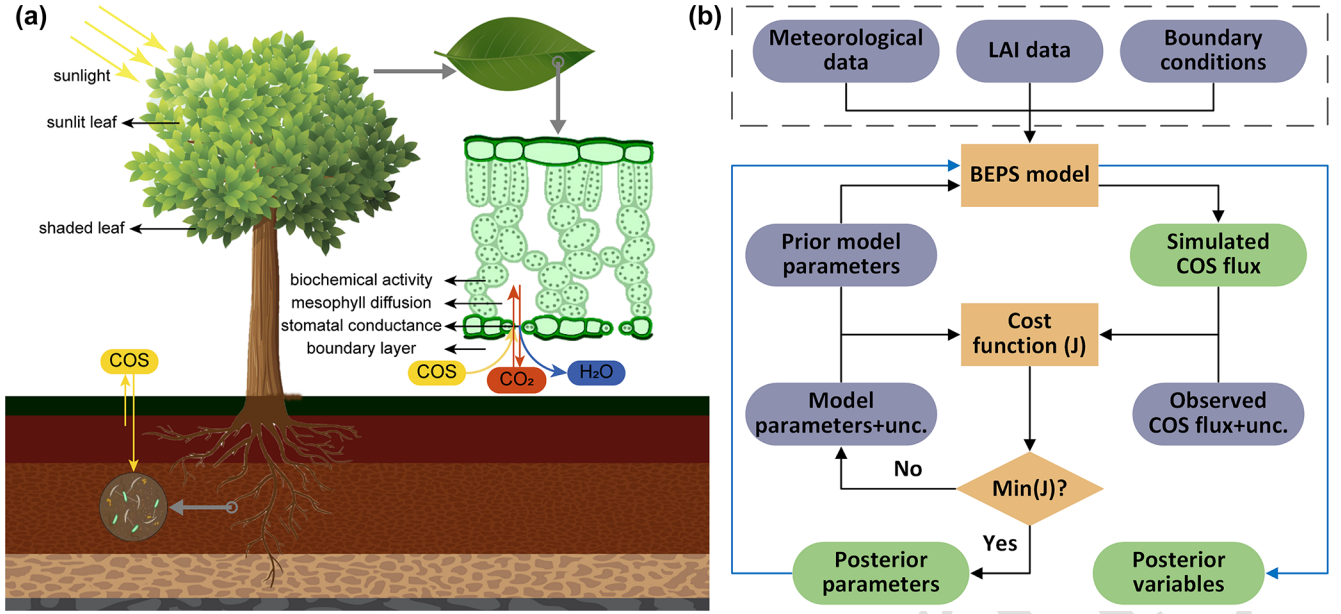 (a)
sunlight
sunlit leaf
shaded leaf
biochemical activity
mesophyll diffusion
stomatal conductance
boundary layer
COS
CO₂
H₂O
COS
(b)
Meteorological
data
LAI data
Boundary
conditions
BEPS model
Prior model
parameters
Simulated
COS flux
Cost
function (J)
Model
parameters+unc.
Observed
COS flux+unc.
No
Min(J)?
Yes
Posterior
parameters
Posterior
variables